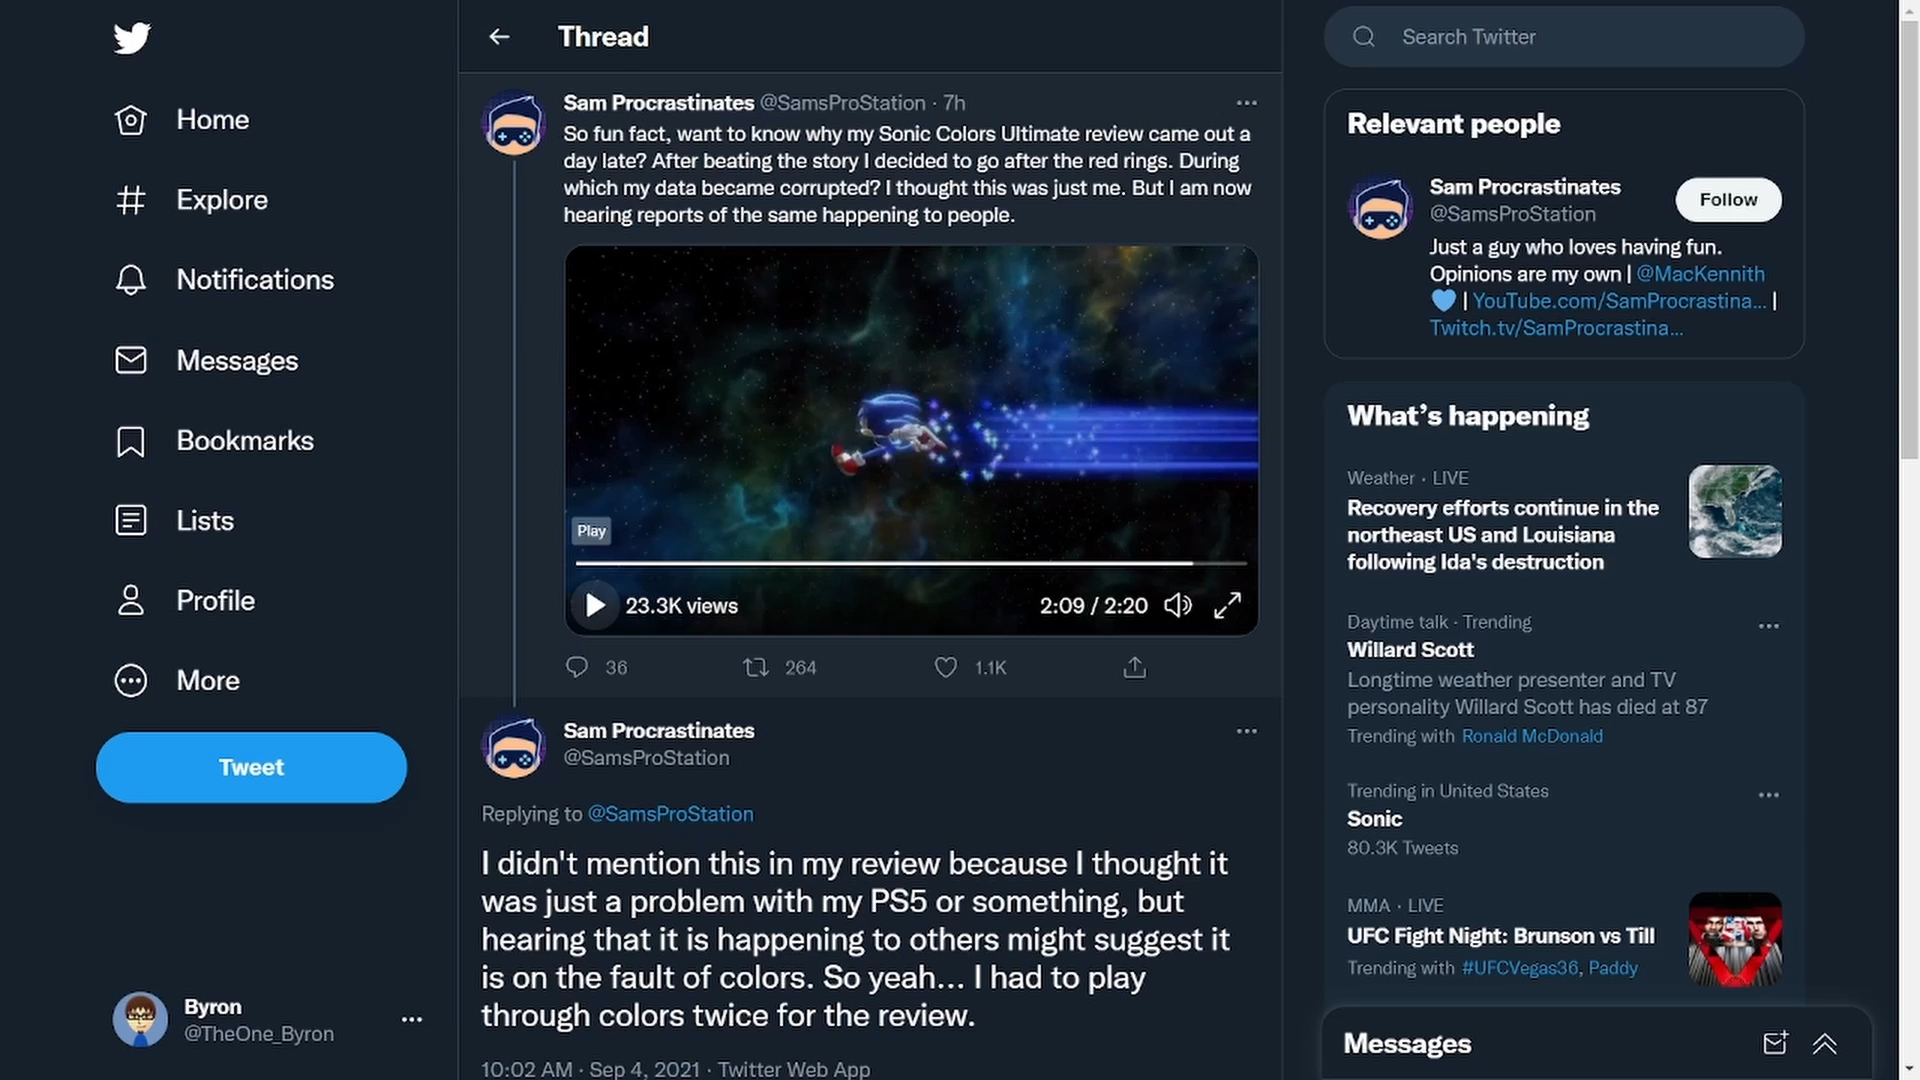 Home
Explore
Notifications
Messages
Bookmarks
Lists
Profile
More
Tweet
Byron
@TheOne_Byron
Thread
Sam Procrastinates @SamsProStation · 7h
So fun fact, want to know why my Sonic Colors Ultimate review came out a
day late? After beating the story I decided to go after the red rings. During
which my data became corrupted? I thought this was just me. But I am now
hearing reports of the same happening to people.
Play
23.3K views
2:09 / 2:20
36
264
1.1K
Sam Procrastinates
@SamsProStation
Replying to @SamsProStation
I didn't mention this in my review because I thought it
was just a problem with my PS5 or something, but
hearing that it is happening to others might suggest it
is on the fault of colors. So yeah... I had to play
through colors twice for the review.
10:02 AM · Sep 4, 2021 · Twitter Web App
Search Twitter
Relevant people
Sam Procrastinates
@SamsProStation
Follow
Just a guy who loves having fun.
Opinions are my own | @MacKennith
💙 | YouTube.com/SamProcrastina... |
Twitch.tv/SamProcrastina...
What's happening
Weather · LIVE
Recovery efforts continue in the
northeast US and Louisiana
following Ida's destruction
Daytime talk · Trending
Willard Scott
Longtime weather presenter and TV
personality Willard Scott has died at 87
Trending with Ronald McDonald
Trending in United States
Sonic
80.3K Tweets
MMA · LIVE
UFC Fight Night: Brunson vs Till
Trending with #UFCVegas36, Paddy
Messages